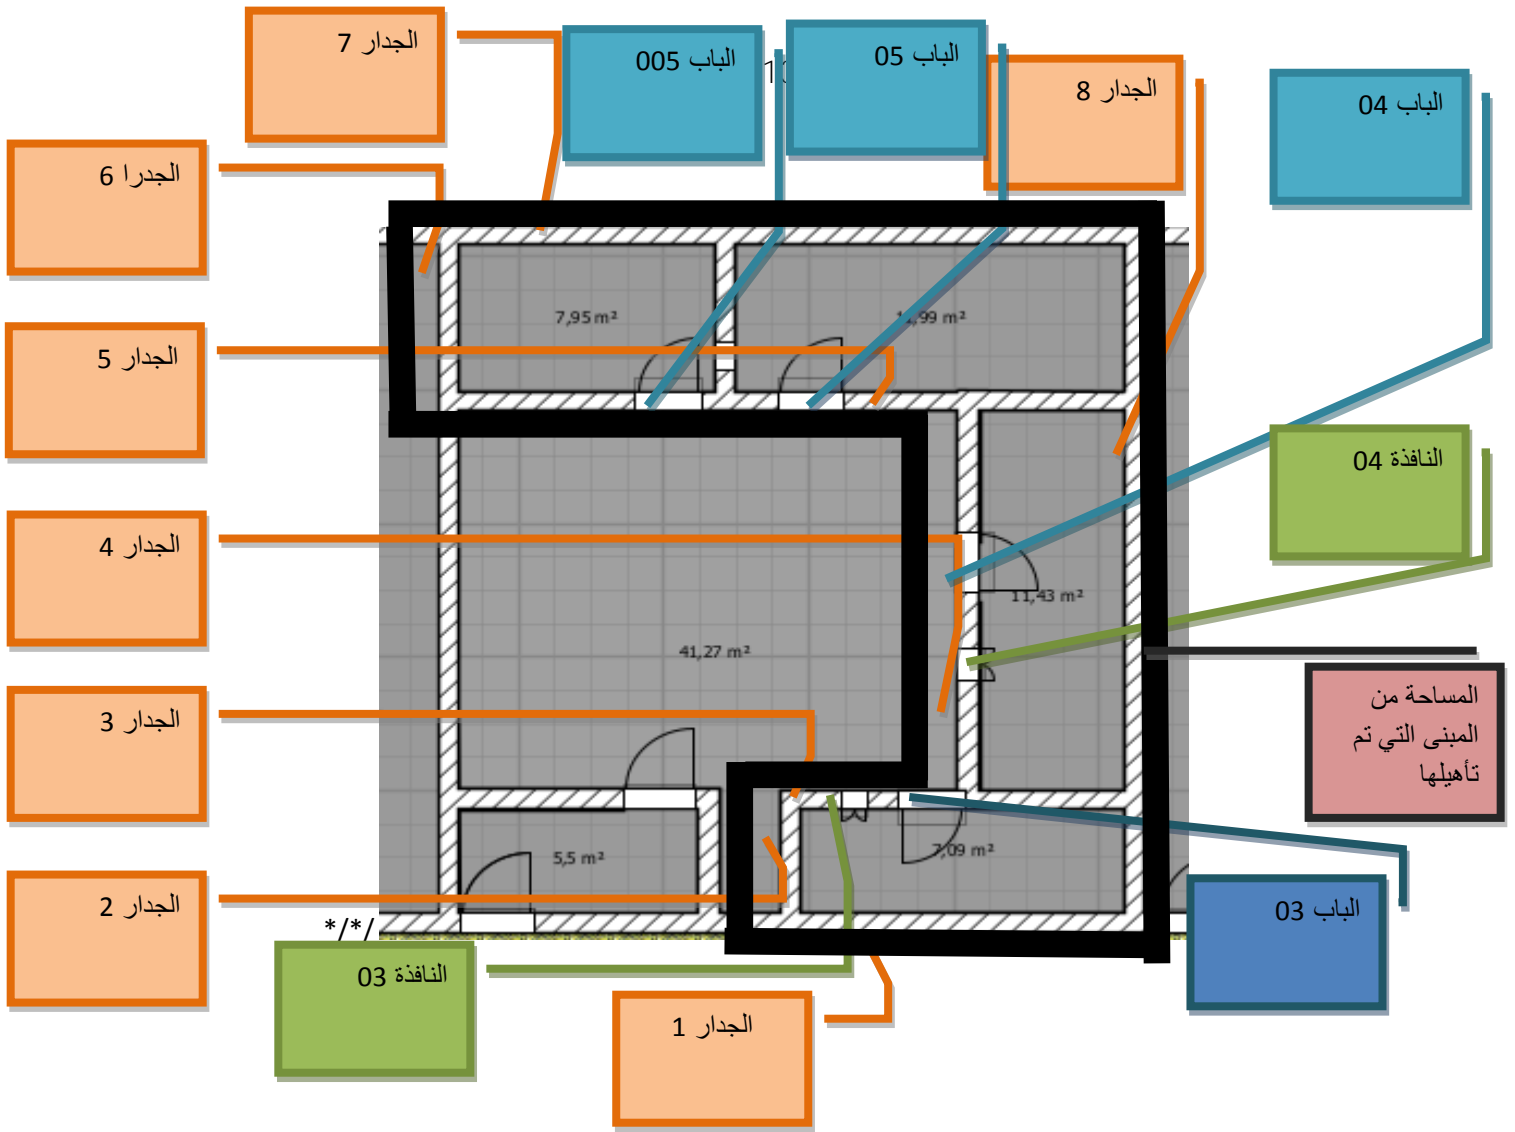 الجدار 7
الباب 005
10
الباب 05
الجدار 8
الباب 04
الجدرا 6
7,95 m²
الجدار 5
النافذة 04
الجدار 4
11,43 m²
41,27 m²
المساحة من
المبنى التي تم
تأهيلها
الجدار 3
7,09 m²
5,5 m²
الجدار 2
الباب 03
*/*/
النافذة 03
الجدار 1